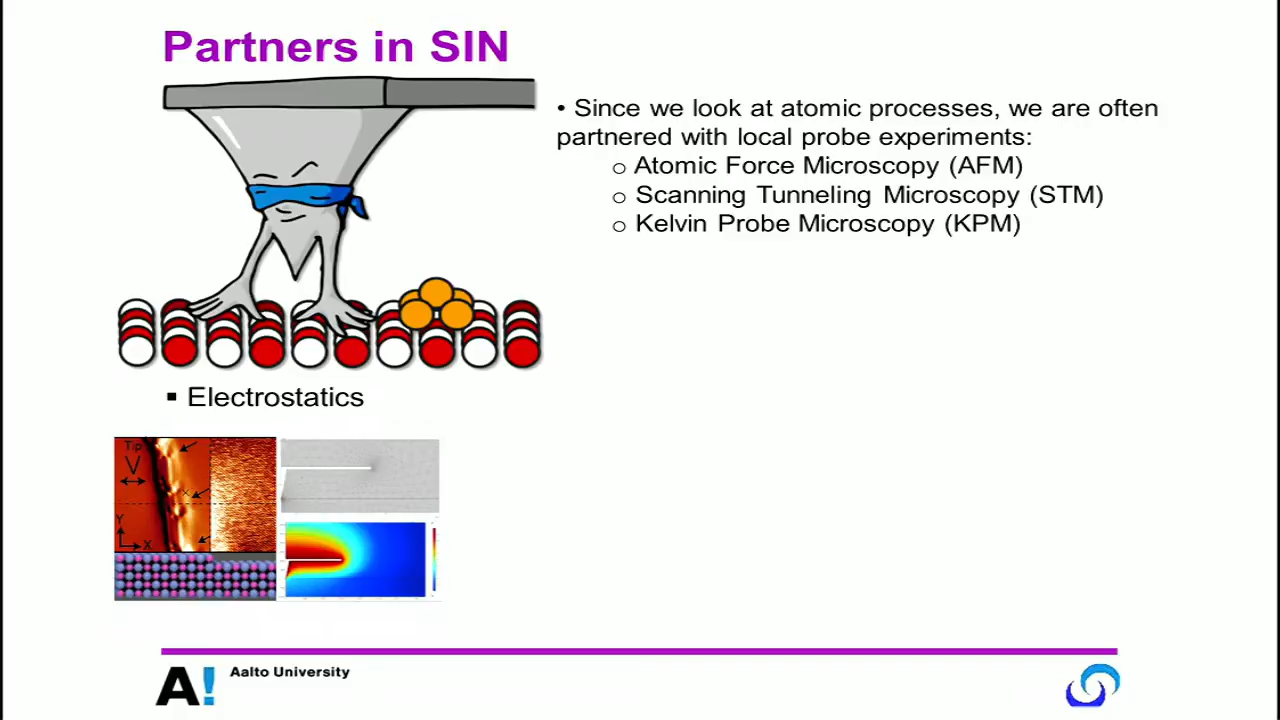 Partners in SIN
• Since we look at atomic processes, we are often
partnered with local probe experiments:
o Atomic Force Microscopy (AFM)
o Scanning Tunneling Microscopy (STM)
o Kelvin Probe Microscopy (KPM)
▪ Electrostatics
Tip
V
Y
X
A!
Aalto University